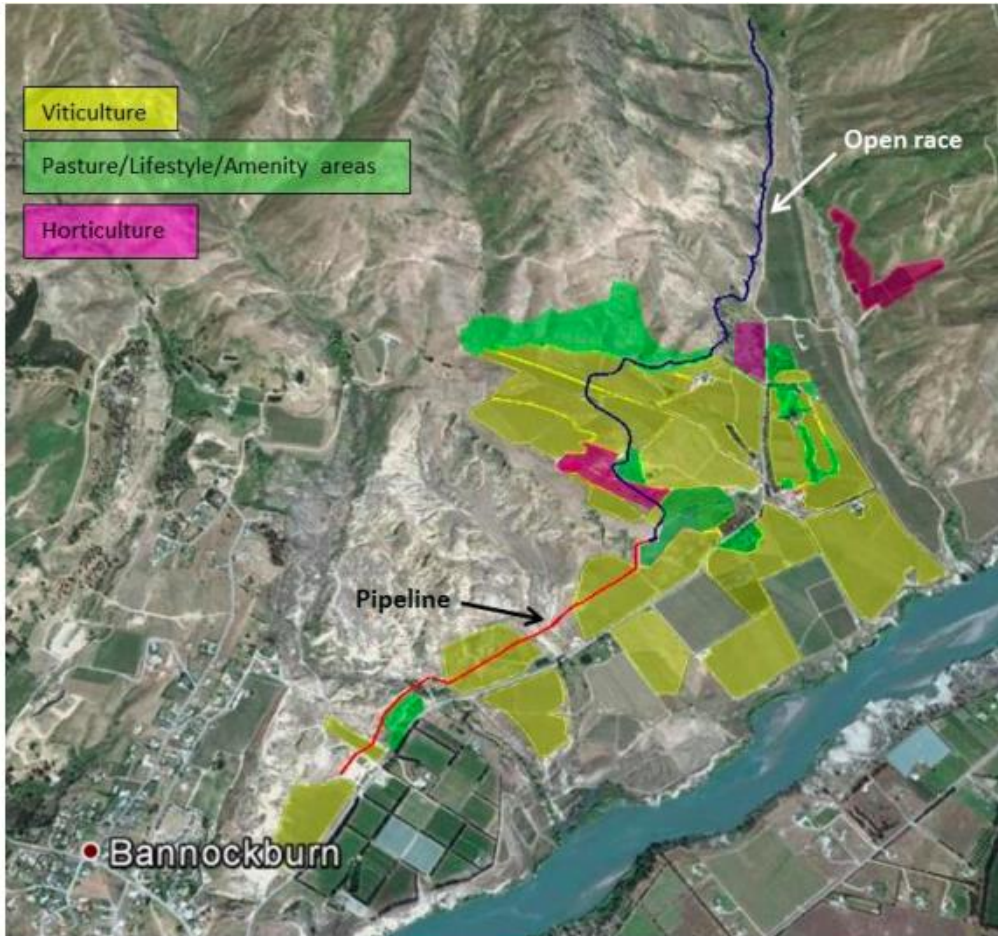 Viticulture
Pasture/Lifestyle/Amenity areas
Horticulture
Open race
Pipeline
Bannockburn